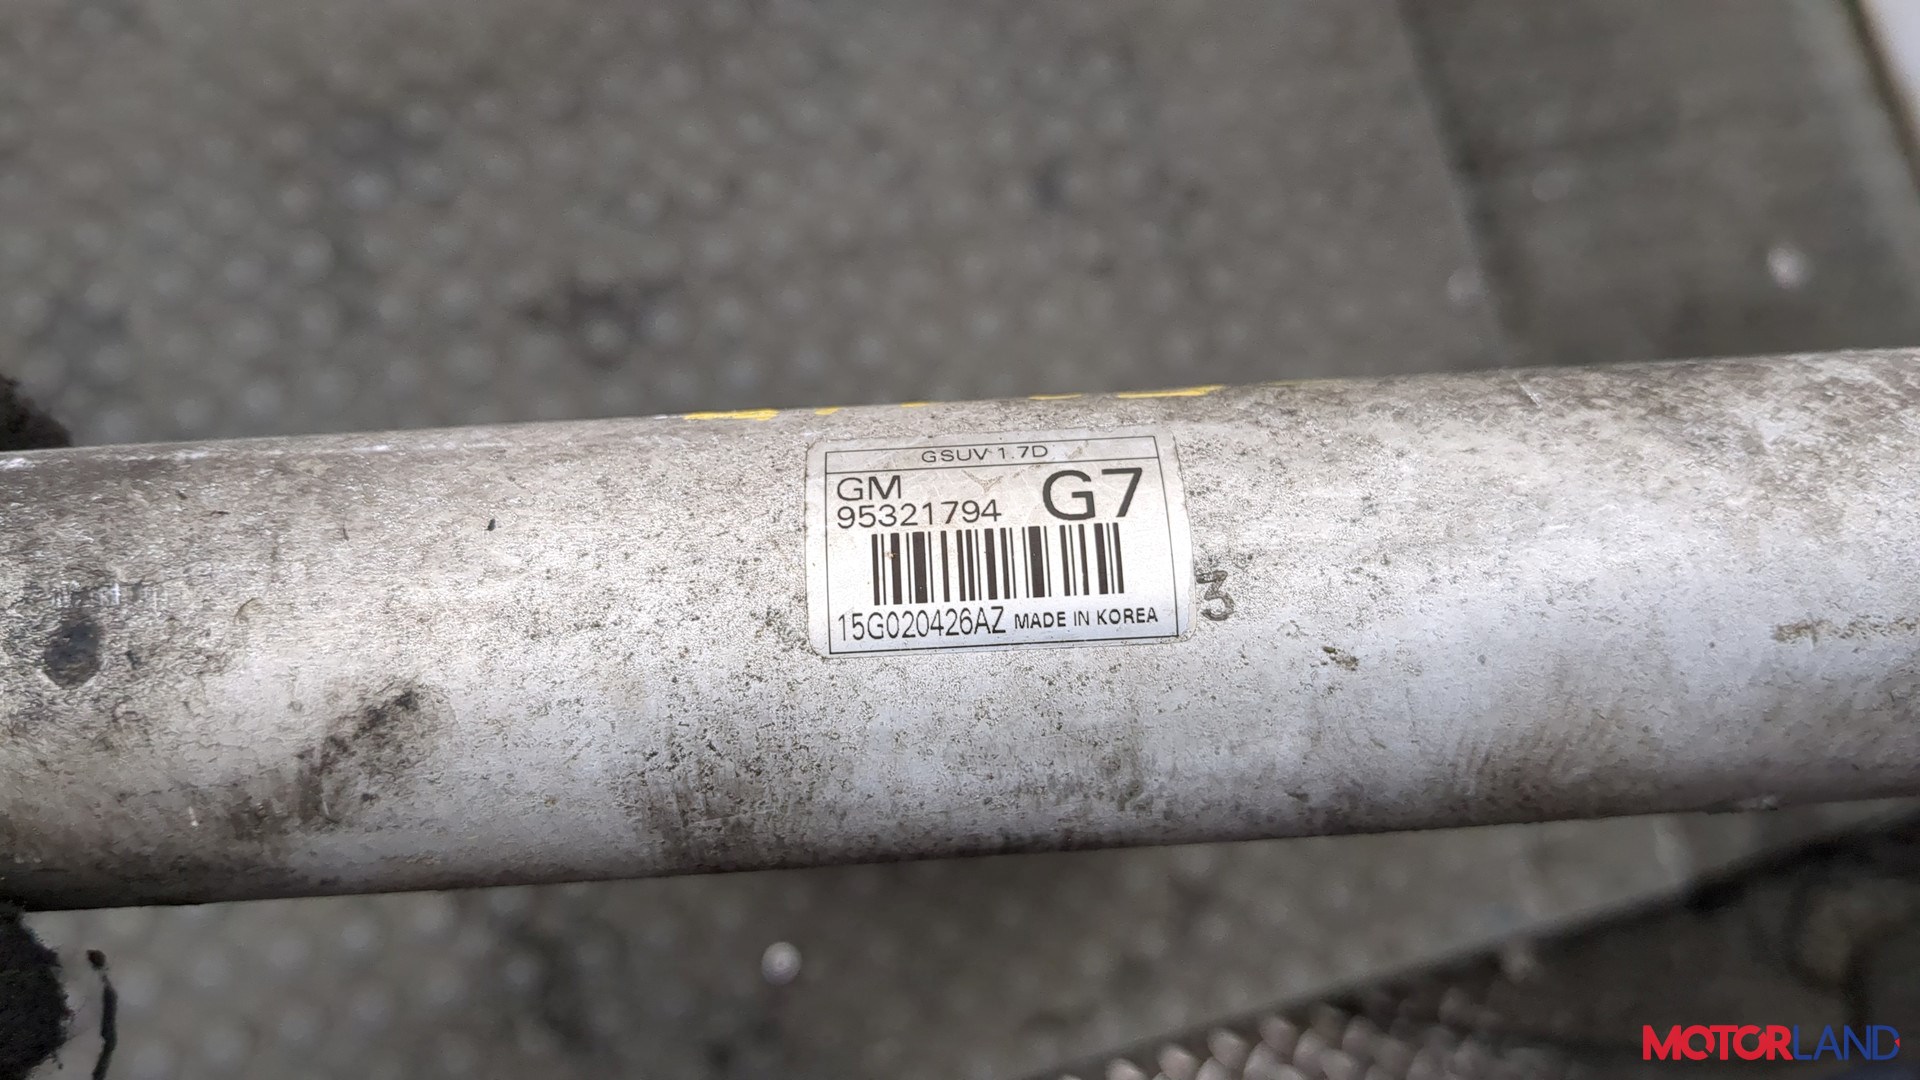 GSUV 1.7D
GM
95321794
G7
15G020426AZ MADE IN KOREA
3
MOTORLAND